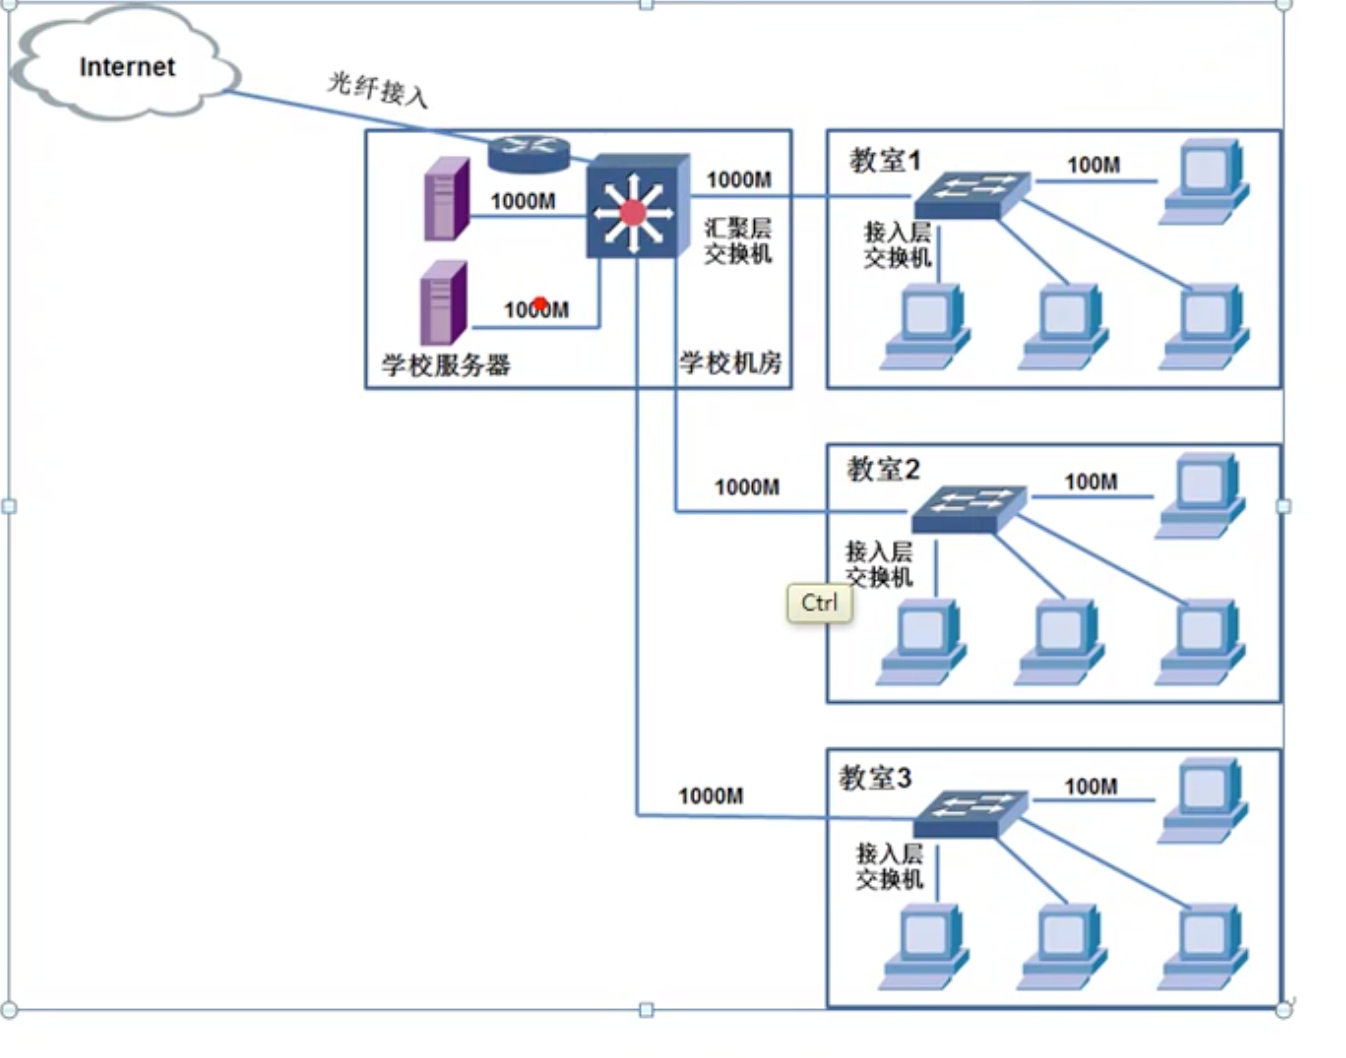 Internet
光纤接入
1000M
1000M
学校服务器
1000M
汇聚层
交换机
学校机房
教室1
100M
接入层
交换机
1000M
教室2
100M
接入层
交换机
Ctrl
1000M
教室3
100M
接入层
交换机